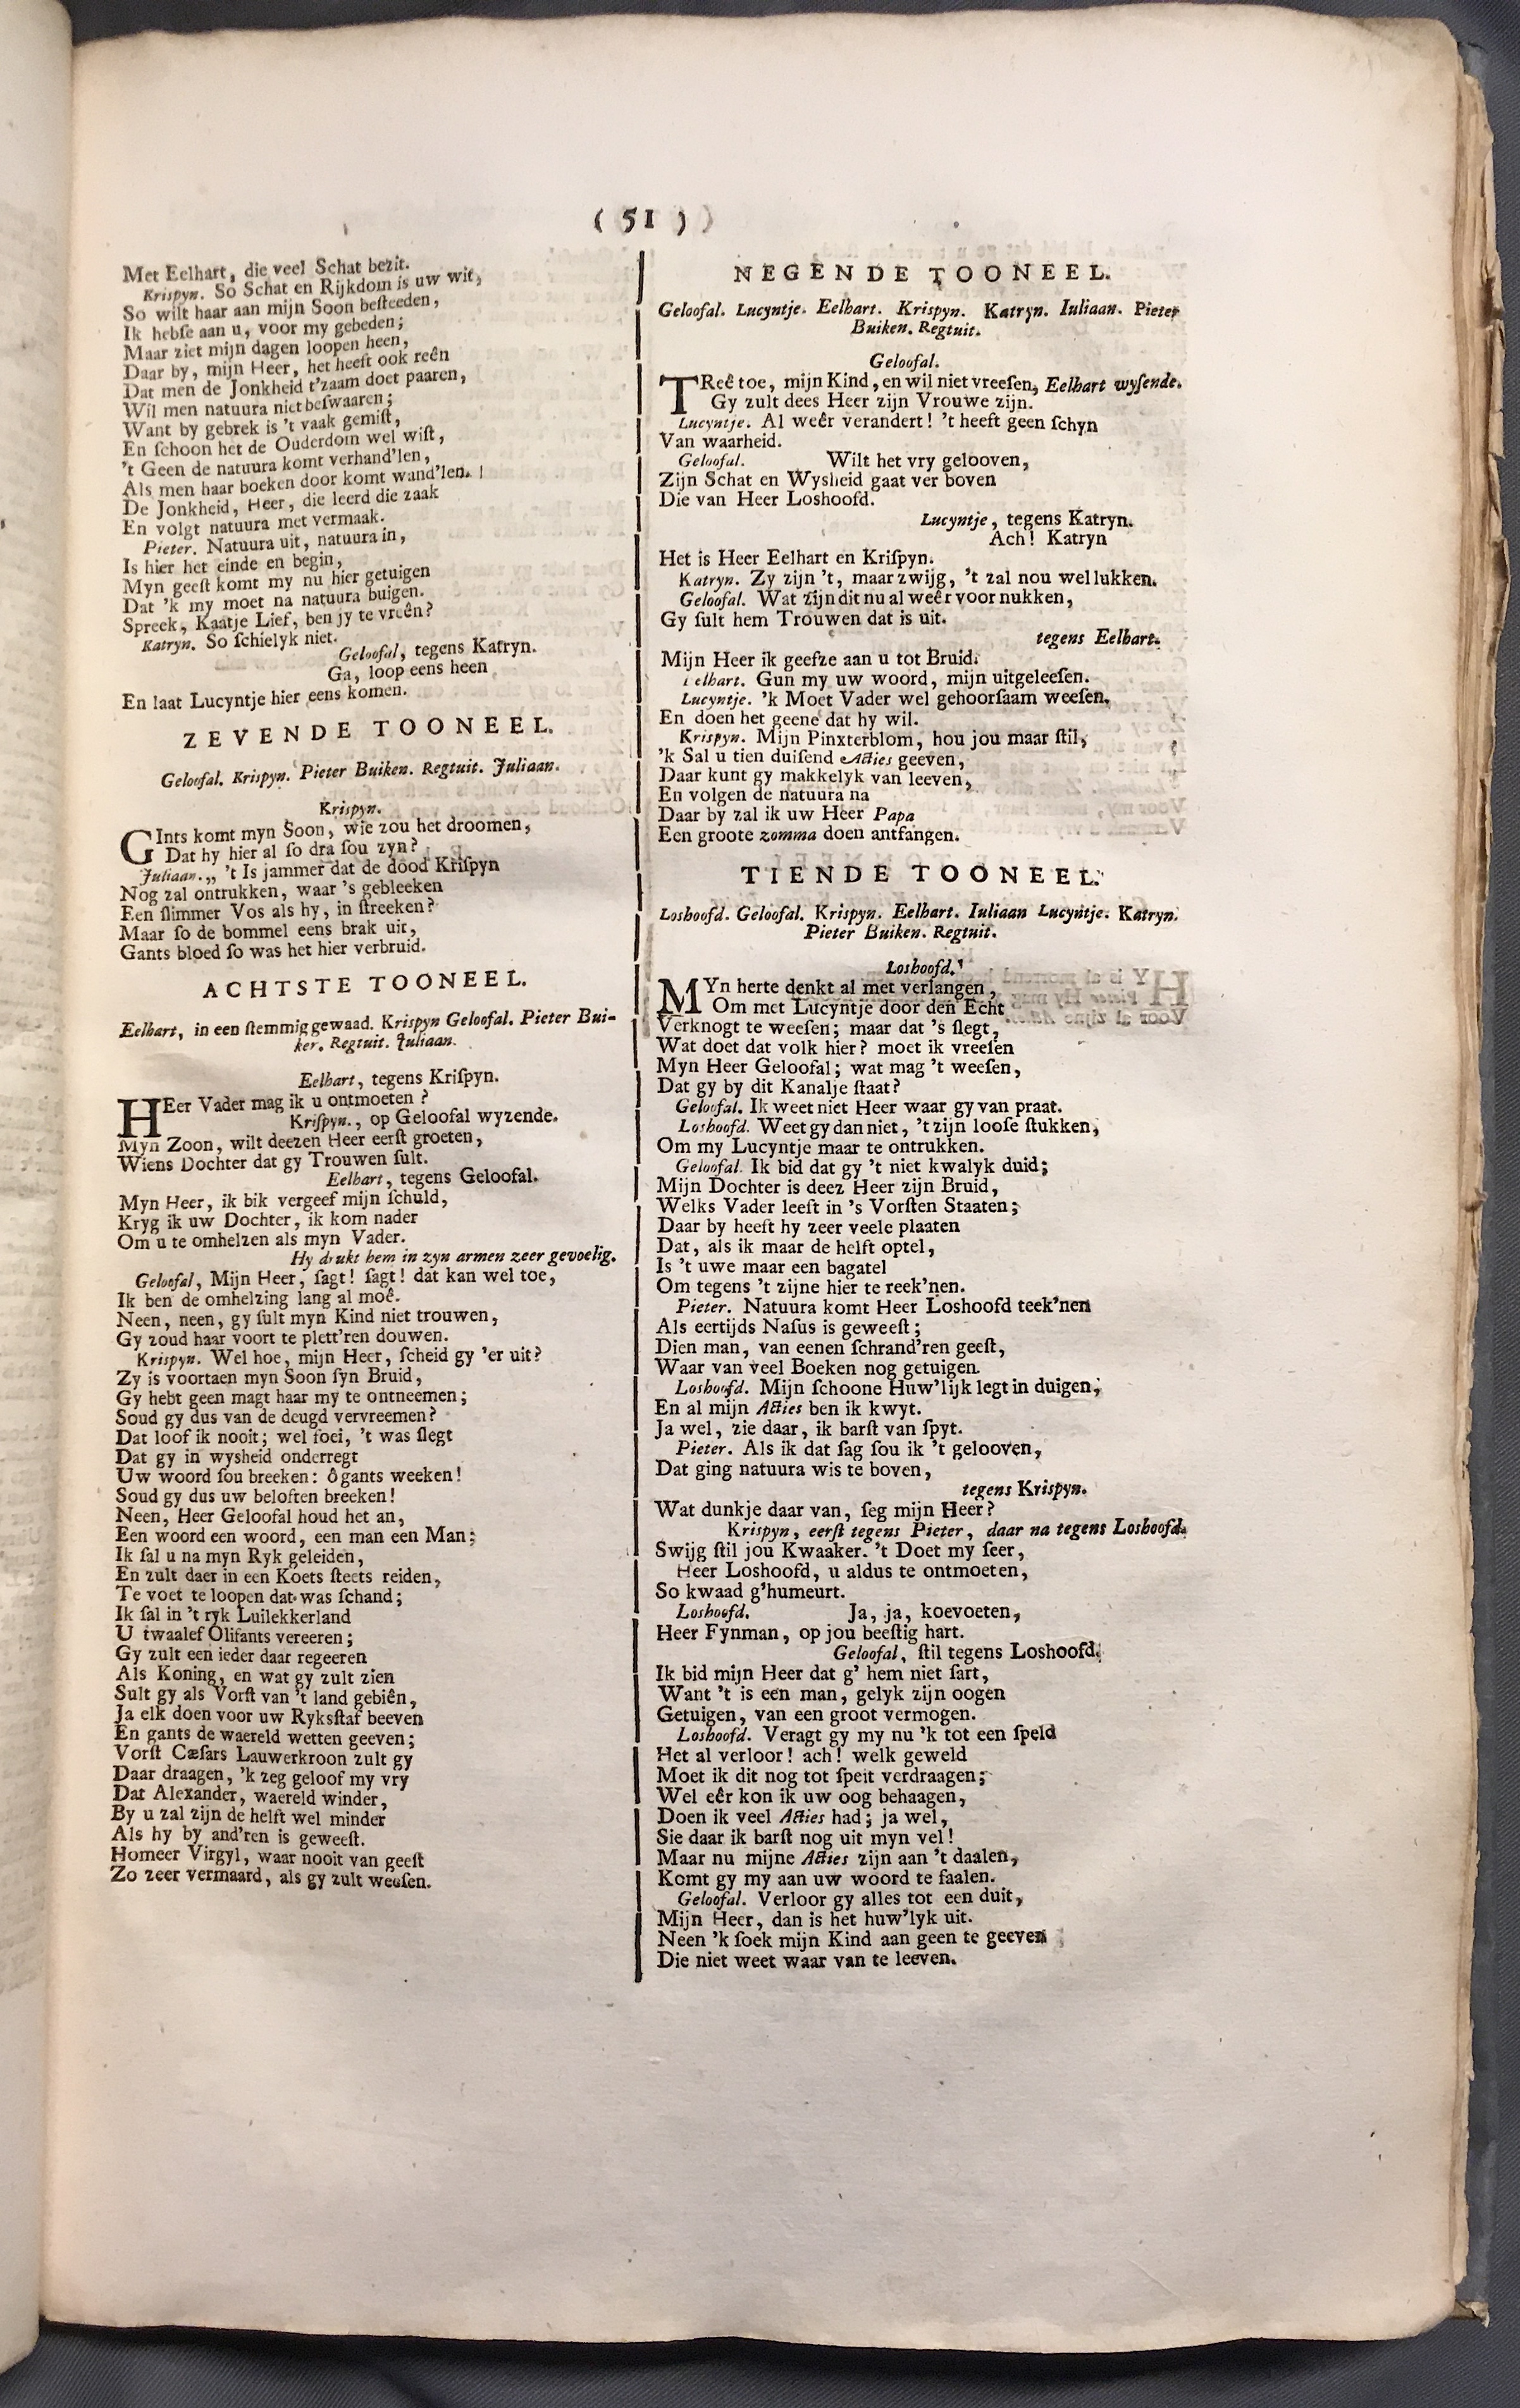 ( 51 )
Met Eelhart, die veel Schat bezit.
Krispyn. So Schat en Rijkdom is uw wit,
So wilt haar aan mijn Soon besteeden,
Ik hebſe aan u, voor my gebeden;
Maar ziet mijn dagen loopen heen,
Daar by, mijn Heer, het heeft ook reên
Dat men de Jonkheid t'zaam doet paaren,
Wil men natuura niet beſwaaren;
Want by gebrek is 't vaak gemiſt,
En ſchoon het de Ouderdom wel wiſt,
't Geen de natuura komt verhand'len,
Als men haar boeken door komt wand'len.
De Jonkheid, Heer, die leerd die zaak
En volgt natuura met vermaak.
Pieter. Natuura uit, natuura in,
Is hier het einde en begin,
Myn geeſt komt my nu hier getuigen
Dat 'k my moet na natuura buigen.
Spreek, Kaatje Lief, ben jy te vreên?
Katryn. So ſchielyk niet.
Geloofal, tegens Katryn.
Ga, loop eens heen
En laat Lucyntje hier eens komen.
ZEVENDE TOONEEL.
Geloofal. Krispyn. Pieter Buiken. Regtuit. Juliaan.
Krispyn.
GInts komt myn Soon, wie zou het droomen,
Dat hy hier al ſo dra ſou zyn?
Juliaan.,, 't Is jammer dat de dood Kriſpyn
Nog zal ontrukken, waar 's gebleeken
Een ſlimmer Vos als hy, in ſtreeken?
Maar ſo de bommel eens brak uit,
Gants bloed ſo was het hier verbruid.
ACHTSTE TOONEEL.
Eelhart, in een ſtemmig gewaad. Krispyn Geloofal. Pieter Bui-
ker. Regtuit. Juliaan.
Eelhart, tegens Kriſpyn.
HEer Vader mag ik u ontmoeten?
Kriſpyn., op Geloofal wyzende.
Myn Zoon, wilt deezen Heer eerſt groeten,
Wiens Dochter dat gy Trouwen ſult.
Eelhart, tegens Geloofal.
Myn Heer, ik bik vergeef mijn ſchuld,
Kryg ik uw Dochter, ik kom nader
Om u te omhelzen als myn Vader.
Hy drukt hem in zyn armen zeer gevoelig.
Geloofal, Mijn Heer, ſagt! ſagt! dat kan wel toe,
Ik ben de omhelzing lang al moê.
Neen, neen, gy ſult myn Kind niet trouwen,
Gy zoud haar voort te plett'ren douwen.
Krispyn. Wel hoe, mijn Heer, ſcheid gy 'er uit?
Zy is voortaen myn Soon ſyn Bruid,
Gy hebt geen magt haar my te ontneemen;
Soud gy dus van de deugd vervreemen?
Dat loof ik nooit; wel foei, 't was ſlegt
Dat gy in wysheid onderregt
Uw woord ſou breeken: ô gants weeken!
Soud gy dus uw beloften breeken!
Neen, Heer Geloofal houd het an,
Een woord een woord, een man een Man:
Ik ſal u na myn Ryk geleiden,
En zult daer in een Koets ſteets reiden,
Te voet te loopen dat was ſchand;
Ik ſal in 't ryk Luilekkerland
U twaalef Olifants vereeren;
Gy zult een ieder daar regeeren
Als Koning, en wat gy zult zien
Sult gy als Vorſt van 't land gebiên,
Ja elk doen voor uw Ryksſtaf beeven
En gants de waereld wetten geeven;
Vorſt Cæſars Lauwerkroon zult gy
Daar draagen, 'k zeg geloof my vry
Dat Alexander, waereld winder,
By u zal zijn de helft wel minder
Als hy by and'ren is geweeſt.
Homeer Virgyl, waar nooit van geeſt
Zo zeer vermaard, als gy zult weeſen.
NEGENDE TOONEEL.
Geloofal. Lucyntje. Eelhart. Krispyn. Katryn. Iuliaan. Pieter
Buiken. Regtuit.
Geloofal.
TReê toe, mijn Kind, en wil niet vreeſen, Eelhart wyſende.
Gy zult dees Heer zijn Vrouwe zijn.
Lucyntje. Al weêr verandert! 't heeft geen ſchyn
Van waarheid.
Geloofal. Wilt het vry gelooven,
Zijn Schat en Wysheid gaat ver boven
Die van Heer Loshoofd.
Lucyntje, tegens Katryn.
Ach! Katryn
Het is Heer Eelhart en Kriſpyn.
Katryn. Zy zijn 't, maar zwijg, 't zal nou wel lukken.
Geloofal. Wat zijn dit nu al weêr voor nukken,
Gy ſult hem Trouwen dat is uit.
tegens Eelhart.
Mijn Heer ik geefze aan u tot Bruid.
Eelhart. Gun my uw woord, mijn uitgeleeſen.
Lucyntje. 'k Moet Vader wel gehoorſaam weeſen,
En doen het geene dat hy wil.
Krispyn. Mijn Pinxterblom, hou jou maar ſtil,
'k Sal u tien duiſend Acties geeven,
Daar kunt gy makkelyk van leeven,
En volgen de natuura na
Daar by zal ik uw Heer Papa
Een groote zomma doen antfangen.
TIENDE TOONEEL.
Loshoofd. Geloofal. Krispyn. Eelhart. Iuliaan Lucyntje. Katryn.
Pieter Buiken. Regtuit.
Loshoofd.
MYn herte denkt al met verlangen,
Om met Lucyntje door den Echt
Verknogt te weeſen; maar dat 's ſlegt,
Wat doet dat volk hier? moet ik vreeſen
Myn Heer Geloofal; wat mag 't weeſen,
Dat gy by dit Kanalje ſtaat?
Geloofal. Ik weet niet Heer waar gy van praat.
Loshoofd. Weet gy dan niet, 't zijn looſe ſtukken,
Om my Lucyntje maar te ontrukken.
Geloofal. Ik bid dat gy 't niet kwalyk duid;
Mijn Dochter is deez Heer zijn Bruid,
Welks Vader leeft in 's Vorſten Staaten;
Daar by heeft hy zeer veele plaaten
Dat, als ik maar de helft optel,
Is 't uwe maar een bagatel
Om tegens 't zijne hier te reek'nen.
Pieter. Natuura komt Heer Loshoofd teek'nen
Als eertijds Naſus is geweeſt;
Dien man, van eenen ſchrand'ren geeſt,
Waar van veel Boeken nog getuigen.
Loshoofd. Mijn ſchoone Huw'lijk legt in duigen,
En al mijn Acties ben ik kwyt.
Ja wel, zie daar, ik barſt van ſpyt.
Pieter. Als ik dat ſag ſou ik 't gelooven,
Dat ging natuura wis te boven,
tegens Krispyn.
Wat dunkje daar van, ſeg mijn Heer?
Krispyn, eerſt tegens Pieter, daar na tegens Loshoofd.
Swijg ſtil jou Kwaaker. 't Doet my ſeer,
Heer Loshoofd, u aldus te ontmoeten,
So kwaad g'humeurt.
Loshoofd. Ja, ja, koevoeten,
Heer Fynman, op jou beeſtig hart.
Geloofal, ſtil tegens Loshoofd.
Ik bid mijn Heer dat g' hem niet ſart,
Want 't is een man, gelyk zijn oogen
Getuigen, van een groot vermogen.
Loshoofd. Veragt gy my nu 'k tot een ſpeld
Het al verloor! ach! welk geweld
Moet ik dit nog tot ſpeit verdraagen;
Wel eêr kon ik uw oog behaagen,
Doen ik veel Acties had; ja wel,
Sie daar ik barſt nog uit myn vel!
Maar nu mijne Acties zijn aan 't daalen,
Komt gy my aan uw woord te faalen.
Geloofal. Verloor gy alles tot een duit,
Mijn Heer, dan is het huw'lyk uit.
Neen 'k ſoek mijn Kind aan geen te geeven
Die niet weet waar van te leeven.